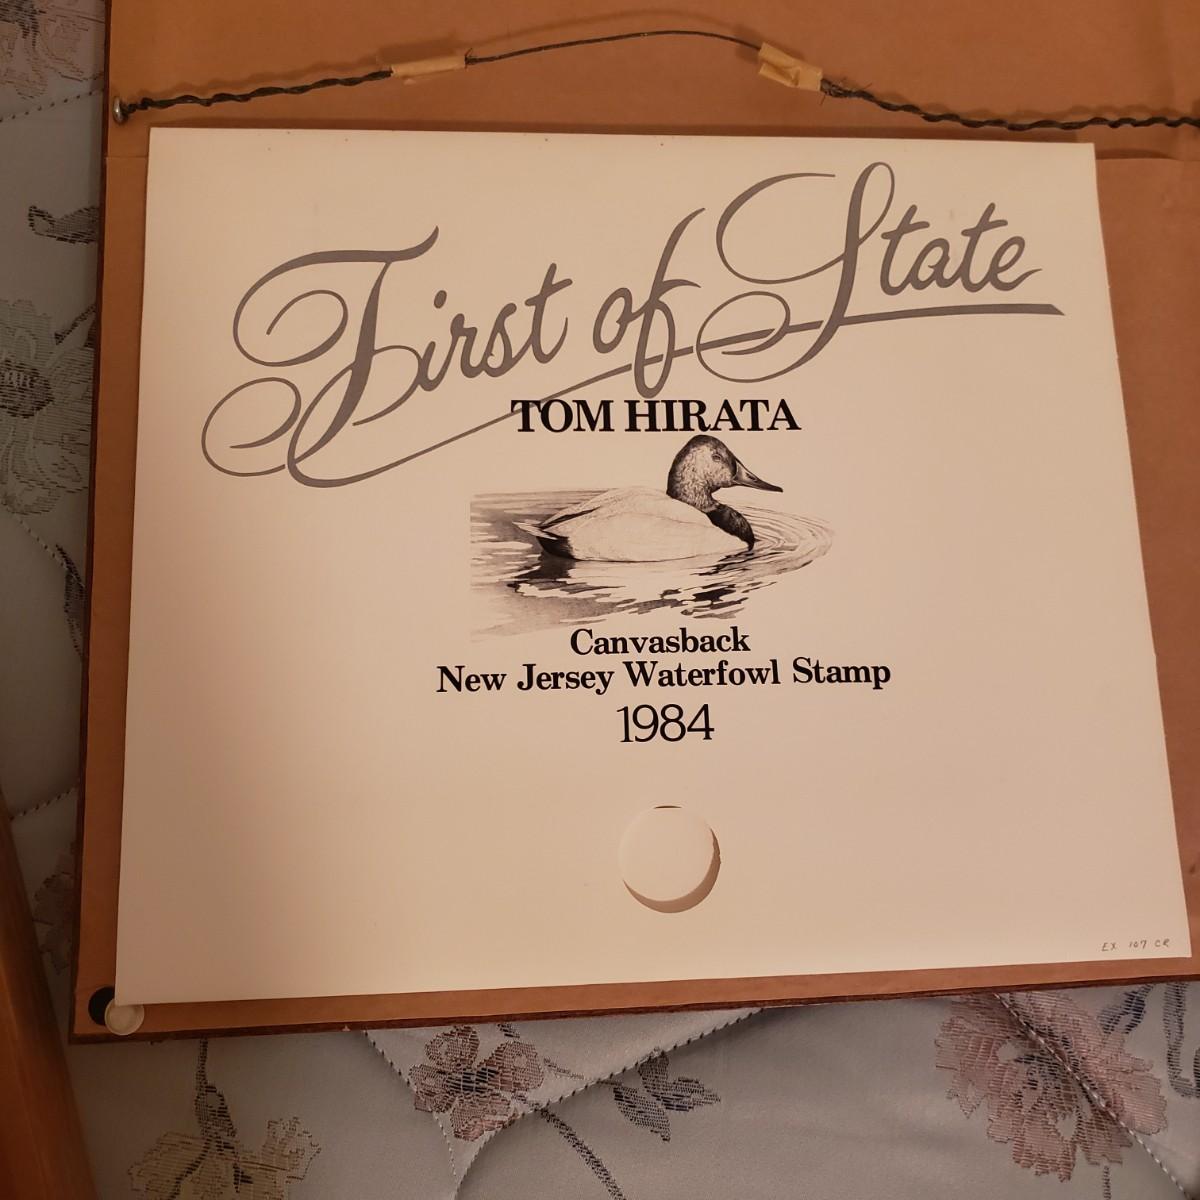 First of State
TOM HIRATA
Canvasback
New Jersey Waterfowl Stamp
1984
EX 107 CR